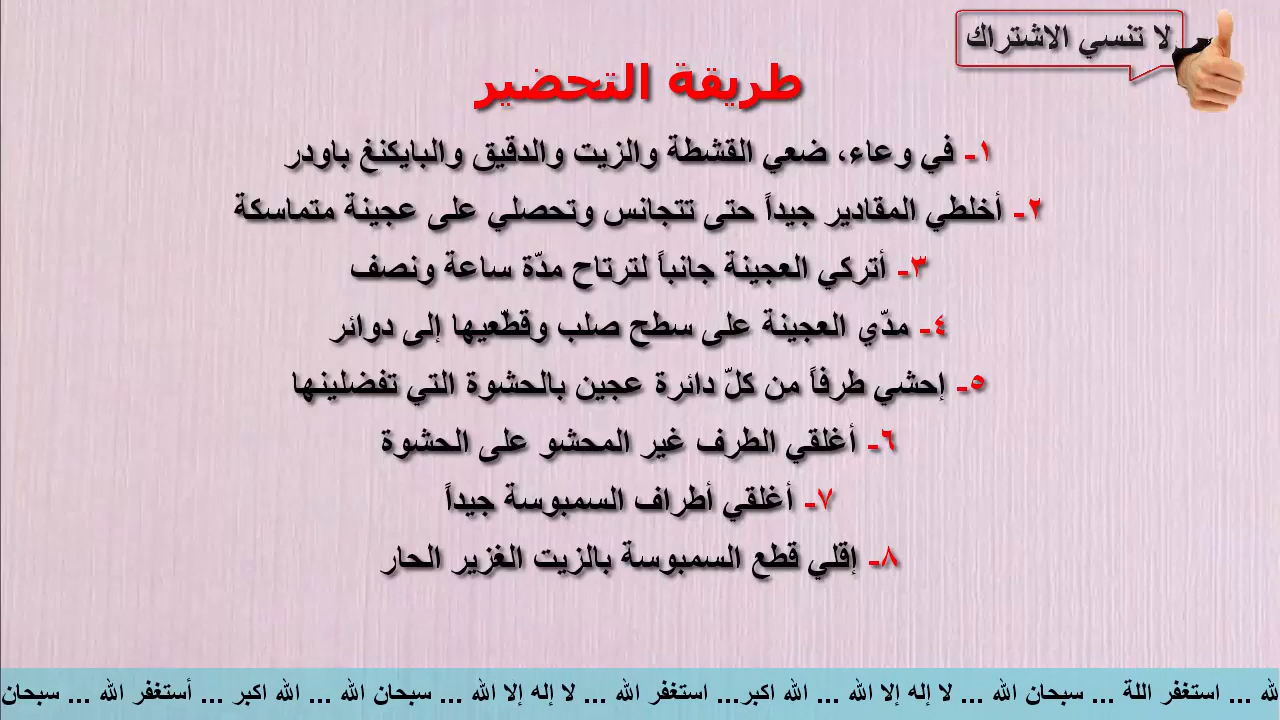 لا تنسي الاشتراك
طريقة التحضير
١- في وعاء، ضعي القشطة والزيت والدقيق والبايكنغ باودر
٢- أخلطي المقادير جيداً حتى تتجانس وتحصلي على عجينة متماسكة
٣- أتركي العجينة جانباً لترتاح مدّة ساعة ونصف
٤- مدّي العجينة على سطح صلب وقطّعيها إلى دوائر
٥- إحشي طرفاً من كلّ دائرة عجين بالحشوة التي تفضلينها
٦- أغلقي الطرف غير المحشو على الحشوة
٧- أغلقي أطراف السمبوسة جيداً
٨- إقلي قطع السمبوسة بالزيت الغزير الحار
لله ... استغفر اللة ... سبحان الله ... لا إله إلا الله ... الله اكبر... استغفر الله ... لا إله إلا الله ... سبحان الله ... الله اكبر ... أستغفر الله ... سبحان